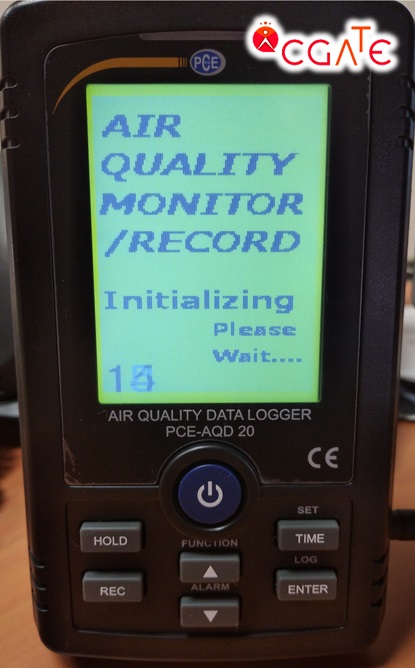 CGATE
PCE
AIR
QUALITY
MONITOR
/RECORD
Initializing
Please
Wait....
AIR QUALITY DATA LOGGER
PCE-AQD 20
CE
SET
HOLD
TIME
FUNCTION
LOG
ALARM
REC
ENTER